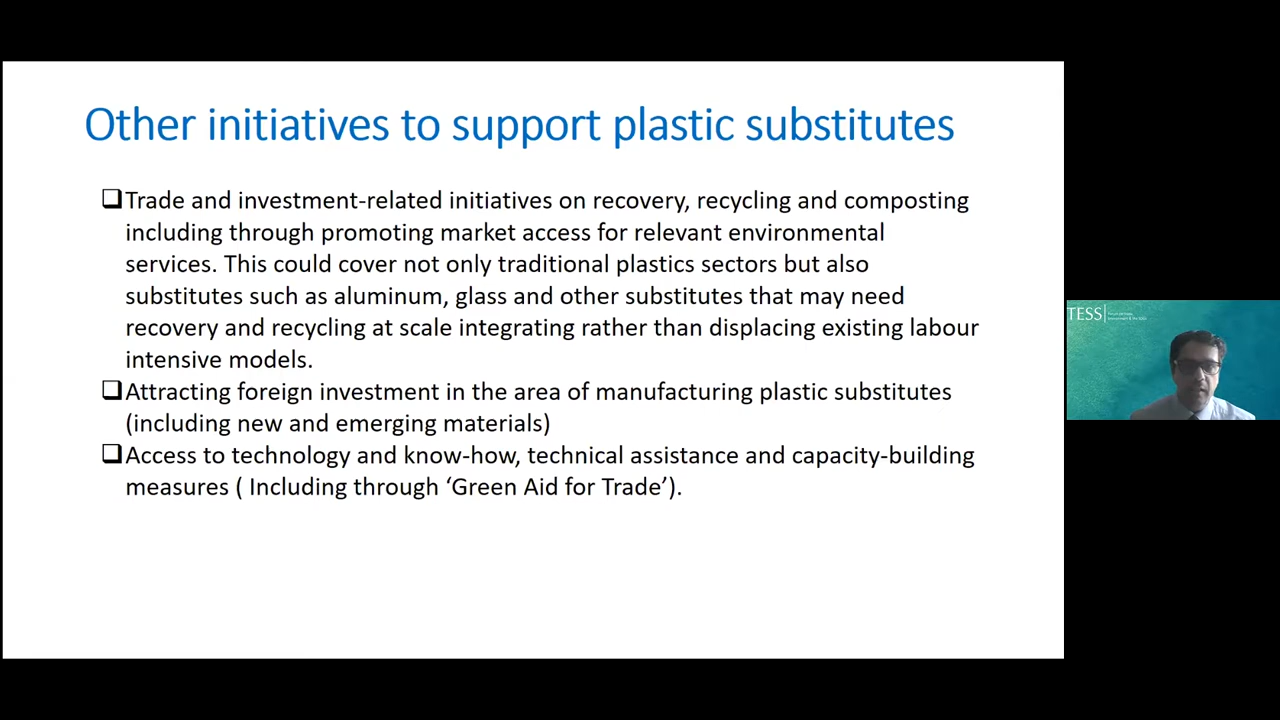 Other initiatives to support plastic substitutes
❑Trade and investment-related initiatives on recovery, recycling and composting
including through promoting market access for relevant environmental
services. This could cover not only traditional plastics sectors but also
substitutes such as aluminum, glass and other substitutes that may need
recovery and recycling at scale integrating rather than displacing existing labour
intensive models.
❑Attracting foreign investment in the area of manufacturing plastic substitutes
(including new and emerging materials)
❑Access to technology and know-how, technical assistance and capacity-building
measures ( Including through ‘Green Aid for Trade’).
TESS